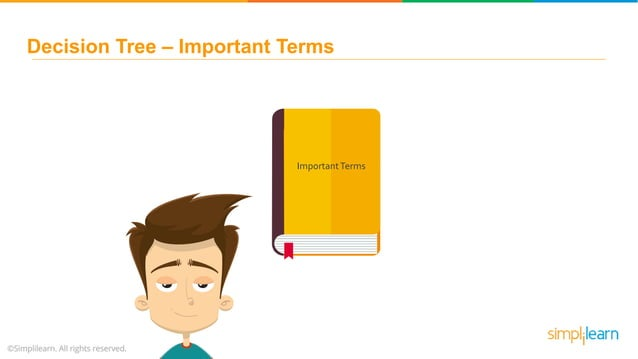 Decision Tree – Important Terms
Important Terms
©Simplilearn. All rights reserved.
simplilearn